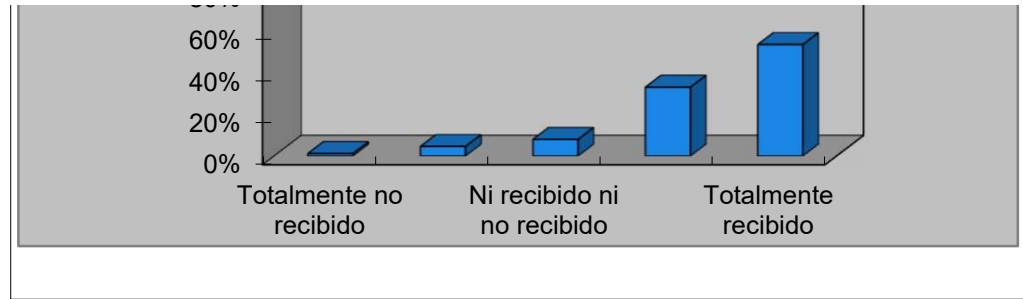 60%
40%
20%
0%
Totalmente no
recibido
Ni recibido ni
no recibido
Totalmente
recibido